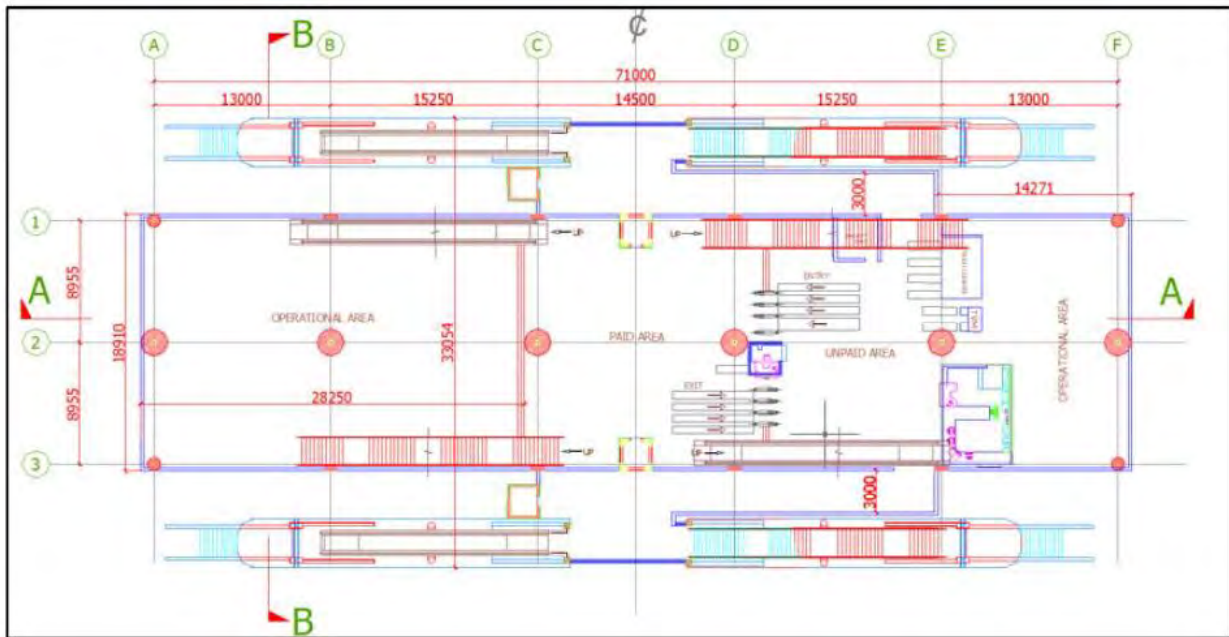 B
₵
A
B
C
D
E
F
71000
13000
15250
14500
15250
13000
3000
14271
1
UP
UP
8955
ENTRY
A
A
OPERATIONAL AREA
18910
33054
2
PAID AREA
UNPAID AREA
TVM
OPERATIONAL AREA
EXIT
28250
8955
UP
UP
3
3000
B